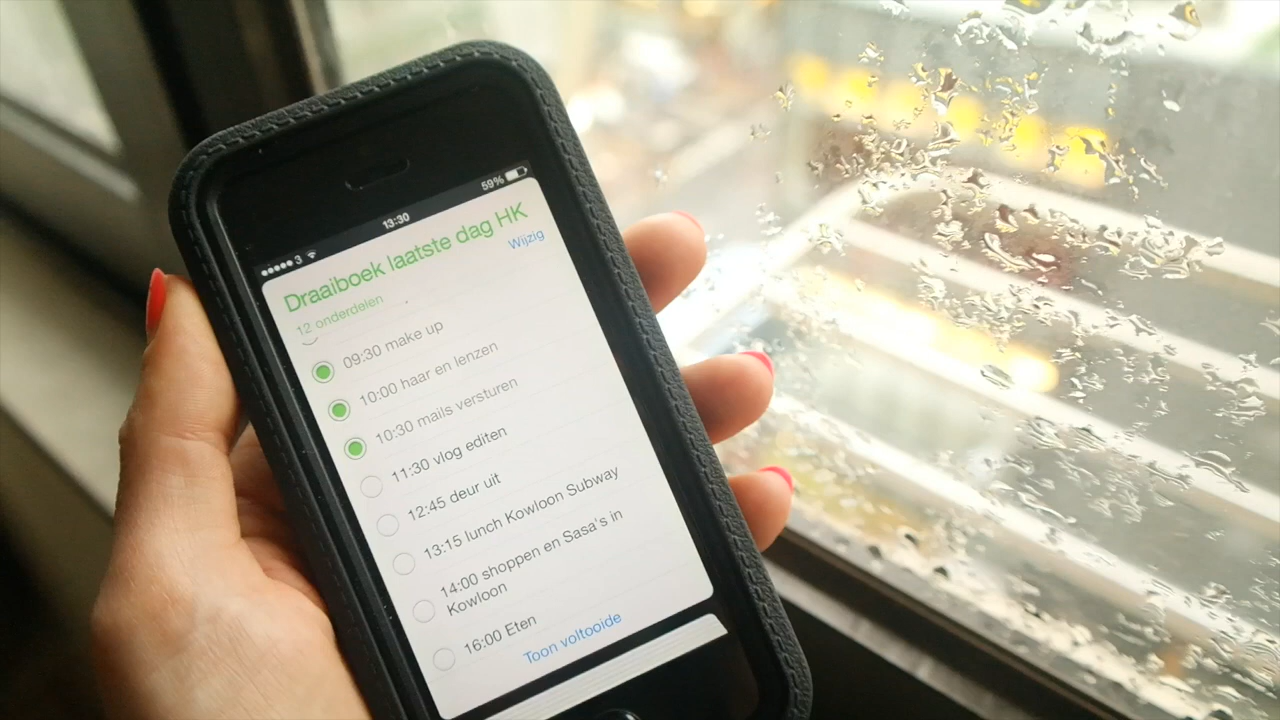 3
13:30
59%
Draaiboek laatste dag HK
12 onderdelen
Wijzig
09:30 make up
10:00 haar en lenzen
10:30 mails versturen
11:30 vlog editen
12:45 deur uit
13:15 lunch Kowloon Subway
14:00 shoppen en Sasa's in
Kowloon
16:00 Eten
Toon voltooide